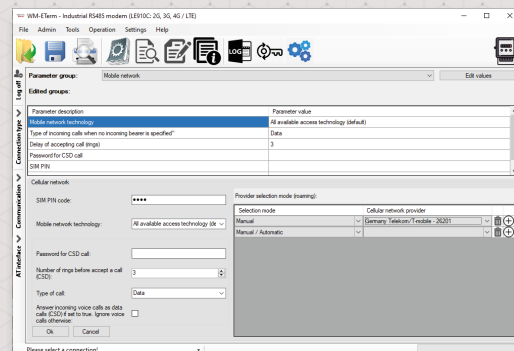 WM-ETerm - Industrial RS485 modem (LE910C: 2G, 3G, 4G / LTE)
File Admin Tools Operation Settings Help
LOG
Log off
Connection type
Communication
AT interface
Parameter group: Mobile network Edit values
Edited groups:
Parameter description Parameter value
Mobile network technology All available access technology (default)
Type of incoming calls when no incoming bearer is specified" Data
Delay of accepting call (rings) 3
Password for CSD call
SIM PIN
Cellular network
SIM PIN code: ●●●●
Mobile network technology: All available access technology (de
Password for CSD call:
Number of rings before accept a call (CSD): 3
Type of call: Data
Answer incoming voice calls as data
calls (CSD) if set to true. Ignore voice
calls otherwise:
Ok Cancel
Provider selection mode (roaming):
Selection mode Cellular network provider
Manual Germany Telekom/T-mobile - 26201
Manual / Automatic
Please select a connection!